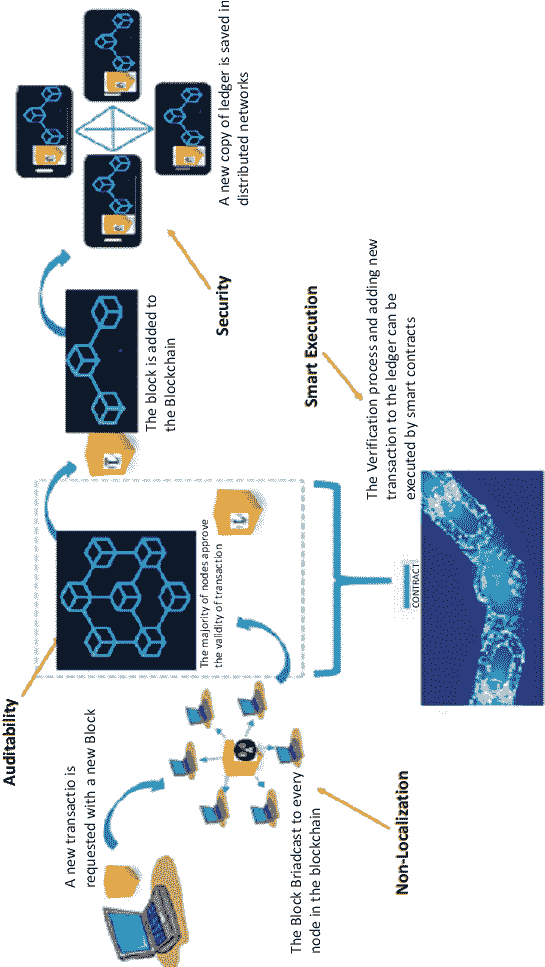 Auditability
A new transactio is
requested with a new Block
The Block Briadcast to every
node in the blockchain
Non-Localization
The majority of nodes approve
the validity of transaction
The block is added to
the Blockchain
Security
A new copy of ledger is saved in
distributed networks
Smart Execution
The Verification process and adding new
transaction to the ledger can be
executed by smart contracts
CONTRACT